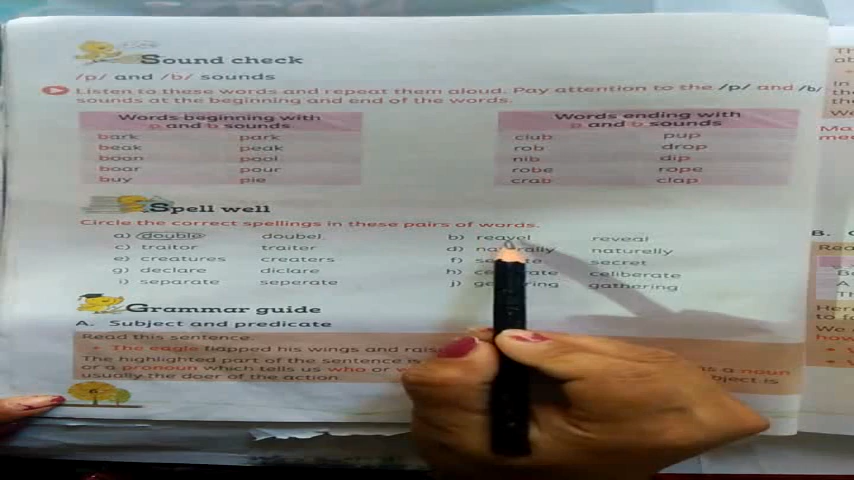 Sound check
/p/ and /b/ sounds
Listen to these words and repeat them aloud. Pay attention to the /p/ and /b/
sounds at the beginning and end of the words.
Words beginning with
p and b sounds
bark park
beak peak
boon pool
boar pour
buy pie
Words ending with
p and b sounds
club pup
rob drop
nib dip
robe rope
crab clap
Spell well
Circle the correct spellings in these pairs of words.
a) double doubel b) reavel reveal
c) traitor traiter d) naturally naturelly
e) creatures creaters f) secret
g) declare diclare h) celiberate
i) separate seperate j) gathering
Grammar guide
A. Subject and predicate
Read this sentence.
The eagle flapped his wings and
The highlighted part of the sentence is s a noun
or a pronoun which tells us who or
usually the doer of the action
B.